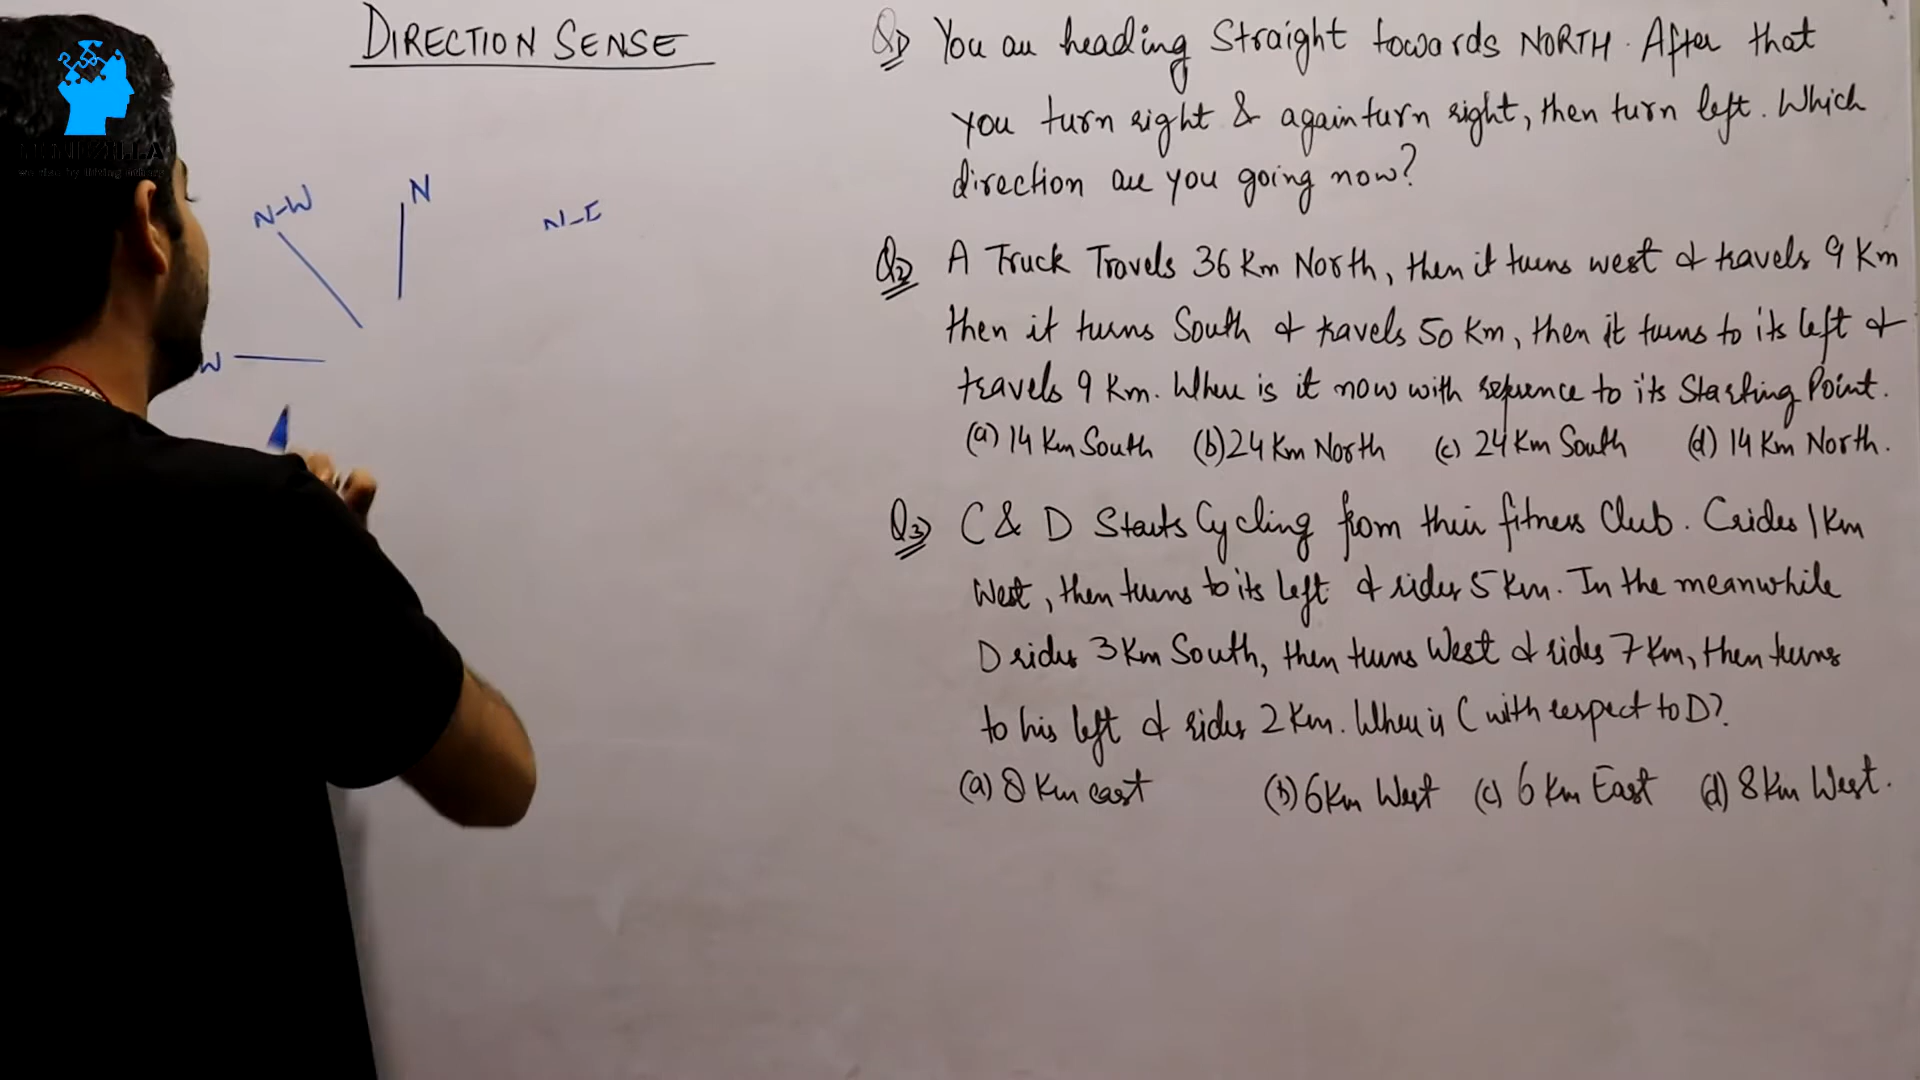 DIRECTION SENSE
N-W
N
N-E
W
Q1) You are heading Straight towards NORTH. After that
you turn right & again turn right, then turn left. Which
direction are you going now?
Q2) A Truck Travels 36 Km North, then it turns west & travels 9 Km
then it turns South & travels 50 Km, then it turns to its left &
travels 9 Km. Where is it now with reference to its Starting Point.
(a) 14 Km South (b) 24 Km North (c) 24 Km South (d) 14 Km North.
Q3) C & D Starts Cycling from their fitness Club. C rides 1 Km
West, then turns to its left & rides 5 Km. In the meanwhile
D rides 3 Km South, then turns West & rides 7 Km, then turns
to his left & rides 2 Km. Where is C with respect to D?
(a) 8 Km east (b) 6 Km West (c) 6 Km East (d) 8 Km West.